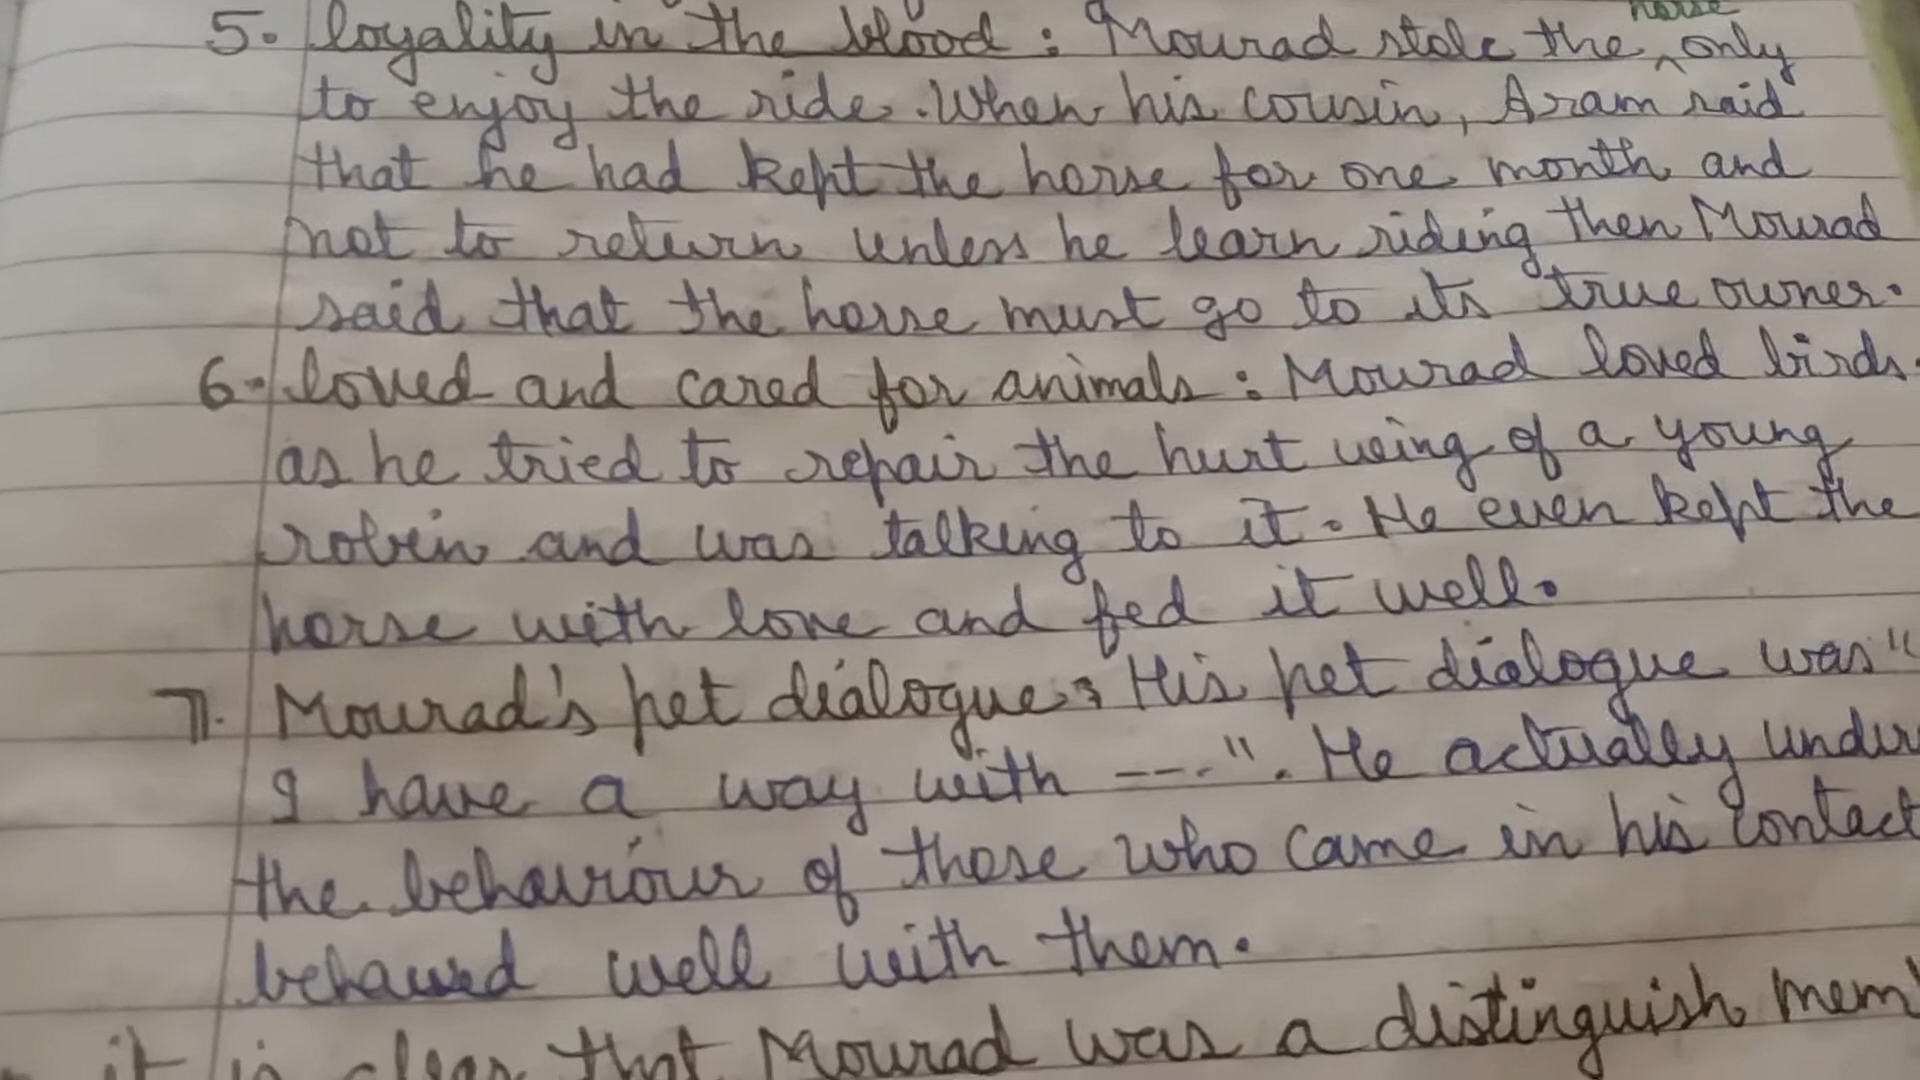 5. loyality in the blood : Mourad stole the horse only
to enjoy the ride. When his cousin, Aram said
that he had kept the horse for one month and
not to return unless he learn riding then Mourad
said that the horse must go to its true owner.
6. loved and cared for animals : Mourad loved birds.
as he tried to repair the hurt wing of a young
robin and was talking to it. He even kept the
horse with love and fed it well.
7. Mourad's pet dialogue : His pet dialogue was "
I have a way with ---". He actually under
the behaviour of those who came in his contact
behaved well with them.
it is clear that Mourad was a distinguish mem